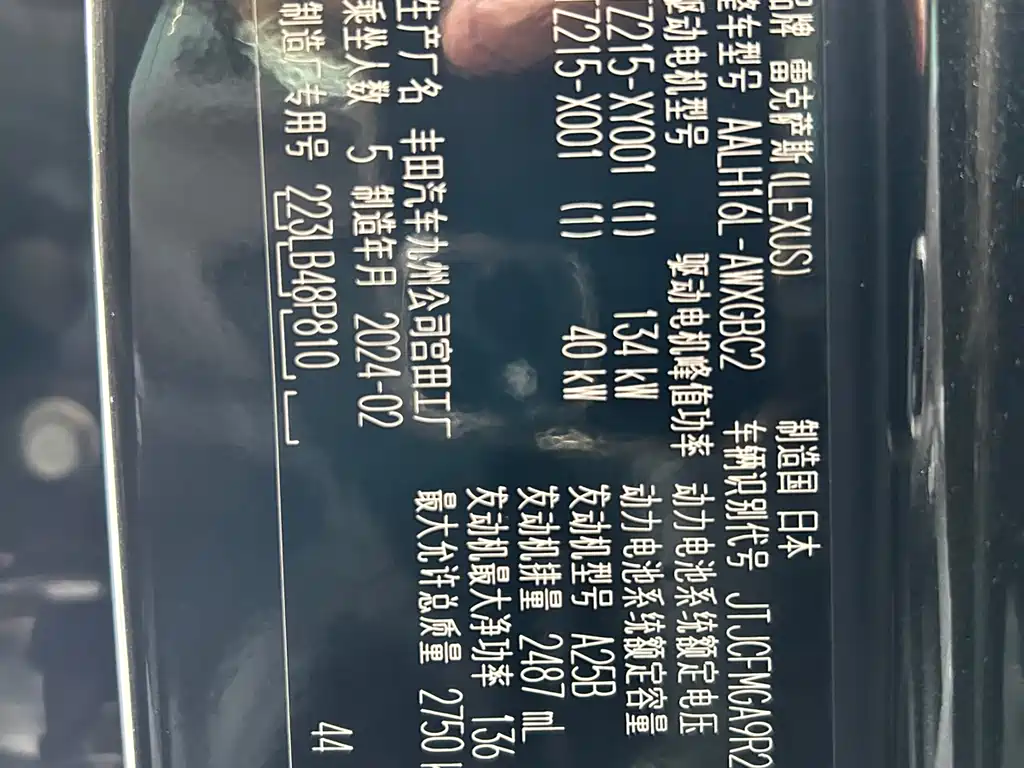 品牌 雷克萨斯(LEXUS) 制造国 日本
整车型号 AALH16L-AWXGBC2 车辆识别代号 JTJCFMGA9R2
驱动电机型号 驱动电机峰值功率 动力电池系统额定电压
TZ215-XY001 (1) 134 kW 动力电池系统额定容量
TZ215-X001 (1) 40 kW 发动机型号 A25B
发动机排量 2487 mL
发动机最大净功率 136
生产厂名 丰田汽车九州公司宫田工厂 最大允许总质量 2750
乘坐人数 5 制造年月 2024-02
制造厂专用号 223LB48P810 44